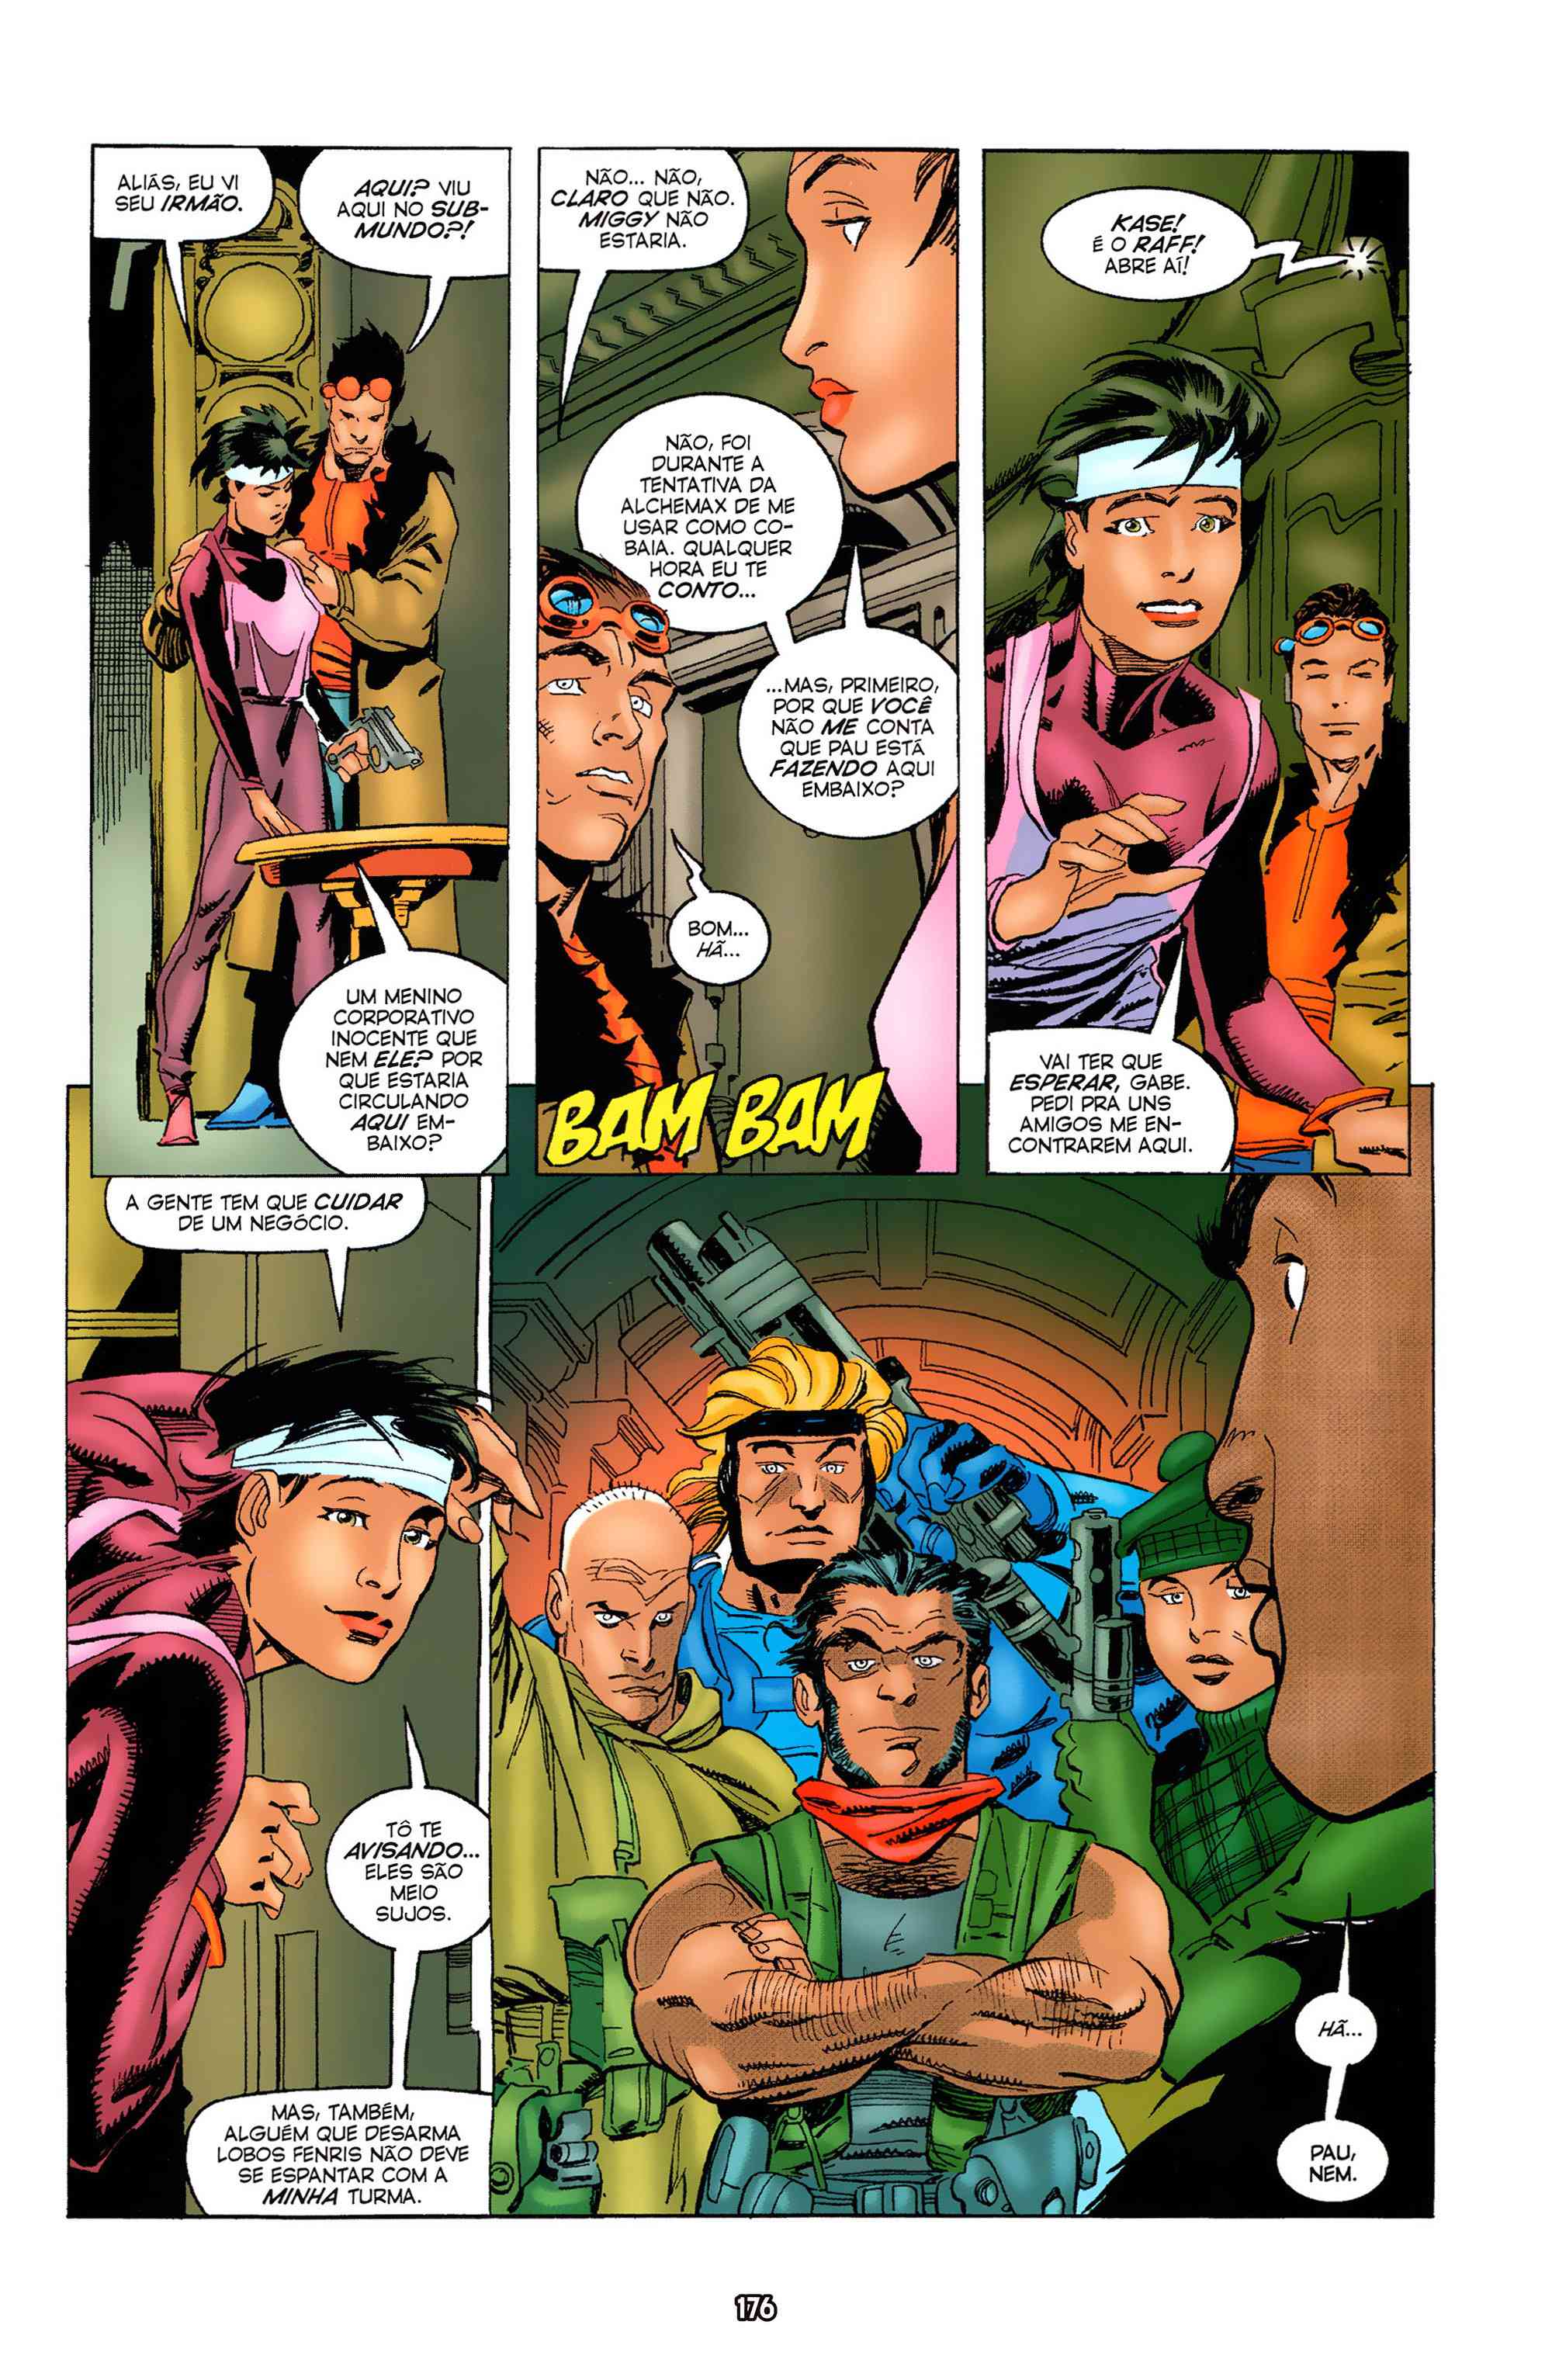 ALIÁS, EU VI
SEU IRMÃO.
AQUI? VIU
AQUI NO SUB-
MUNDO?!
UM MENINO
CORPORATIVO
INOCENTE QUE
NEM ELE? POR
QUE ESTARIA
CIRCULANDO
AQUI EM-
BAIXO?
NÃO... NÃO,
CLARO QUE NÃO.
MIGGY NÃO
ESTARIA.
NÃO, FOI
DURANTE A
TENTATIVA DA
ALCHEMAX DE ME
USAR COMO CO-
BAIA. QUALQUER
HORA EU TE
CONTO...
...MAS, PRIMEIRO,
POR QUE VOCÊ
NÃO ME CONTA
QUE PAU ESTÁ
FAZENDO AQUI
EMBAIXO?
BOM...
HÃ...
BAM BAM
KASE!
É O RAFF!
ABRE AÍ!
VAI TER QUE
ESPERAR, GABE.
PEDI PRA UNS
AMIGOS ME EN-
CONTRAREM AQUI.
A GENTE TEM QUE CUIDAR
DE UM NEGÓCIO.
TÔ TE
AVISANDO...
ELES SÃO
MEIO
SUJOS.
MAS, TAMBÉM,
ALGUÉM QUE DESARMA
LOBOS FENRIS NÃO DEVE
SE ESPANTAR COM A
MINHA TURMA.
HÃ...
PAU,
NEM.
176